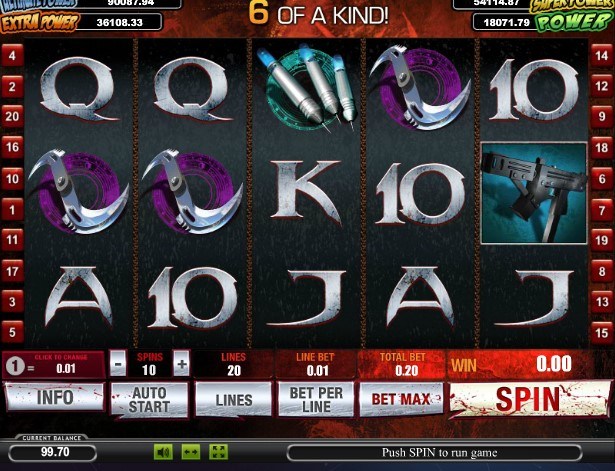 ULTIMATE POWER 90087.94
6 OF A KIND!
54114.87 SUPER POWER
EXTRA POWER 36108.33
18071.79 POWER
4 14
Q Q 10
2 12
20 9
16 18
10 K 10 6
1 7
11 19
17 8
A 10 J A J
3 13
5 15
1 = CLICK TO CHANGE 0.01
- SPINS 10 +
LINES 20
LINE BET 0.01
TOTAL BET 0.20
WIN 0.00
INFO
AUTO START
LINES
BET PER LINE
BET MAX
SPIN
CURRENT BALANCE
99.70
Push SPIN to run game